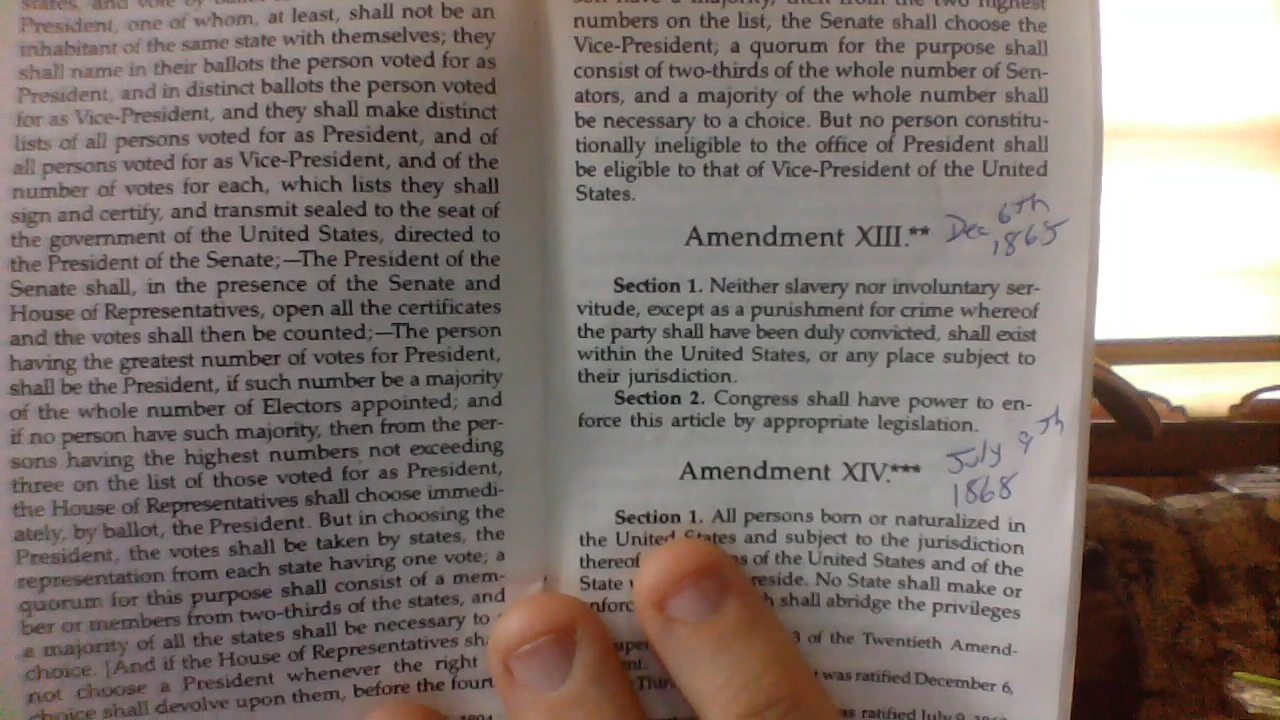 States, and vote by ballot
President, one of whom, at least, shall not be an
inhabitant of the same state with themselves; they
shall name in their ballots the person voted for as
President, and in distinct ballots the person voted
for as Vice-President, and they shall make distinct
lists of all persons voted for as President, and of
all persons voted for as Vice-President, and of the
number of votes for each, which lists they shall
sign and certify, and transmit sealed to the seat of
the government of the United States, directed to
the President of the Senate;—The President of the
Senate shall, in the presence of the Senate and
House of Representatives, open all the certificates
and the votes shall then be counted;—The person
having the greatest number of votes for President,
shall be the President, if such number be a majority
of the whole number of Electors appointed; and
if no person have such majority, then from the per-
sons having the highest numbers not exceeding
three on the list of those voted for as President,
the House of Representatives shall choose immedi-
ately, by ballot, the President. But in choosing the
President, the votes shall be taken by states, the
representation from each state having one vote; a
quorum for this purpose shall consist of a mem-
ber or members from two-thirds of the states, and
a majority of all the states shall be necessary to
choice. [And if the House of Representatives
not choose a President whenever the right
choice shall devolve upon them, before the
have a majority, then from the two highest
numbers on the list, the Senate shall choose the
Vice-President; a quorum for the purpose shall
consist of two-thirds of the whole number of Sen-
ators, and a majority of the whole number shall
be necessary to a choice. But no person constitu-
tionally ineligible to the office of President shall
be eligible to that of Vice-President of the United
States.
Amendment XIII.** Dec 6th
1865
Section 1. Neither slavery nor involuntary ser-
vitude, except as a punishment for crime whereof
the party shall have been duly convicted, shall exist
within the United States, or any place subject to
their jurisdiction.
Section 2. Congress shall have power to en-
force this article by appropriate legislation.
Amendment XIV.*** July 9th
1868
Section 1. All persons born or naturalized in
the United States and subject to the jurisdiction
thereof of the United States and of the
State reside. No State shall make or
shall abridge the privileges
3 of the Twentieth Amend-
was ratified December 6,
ratified July 9,